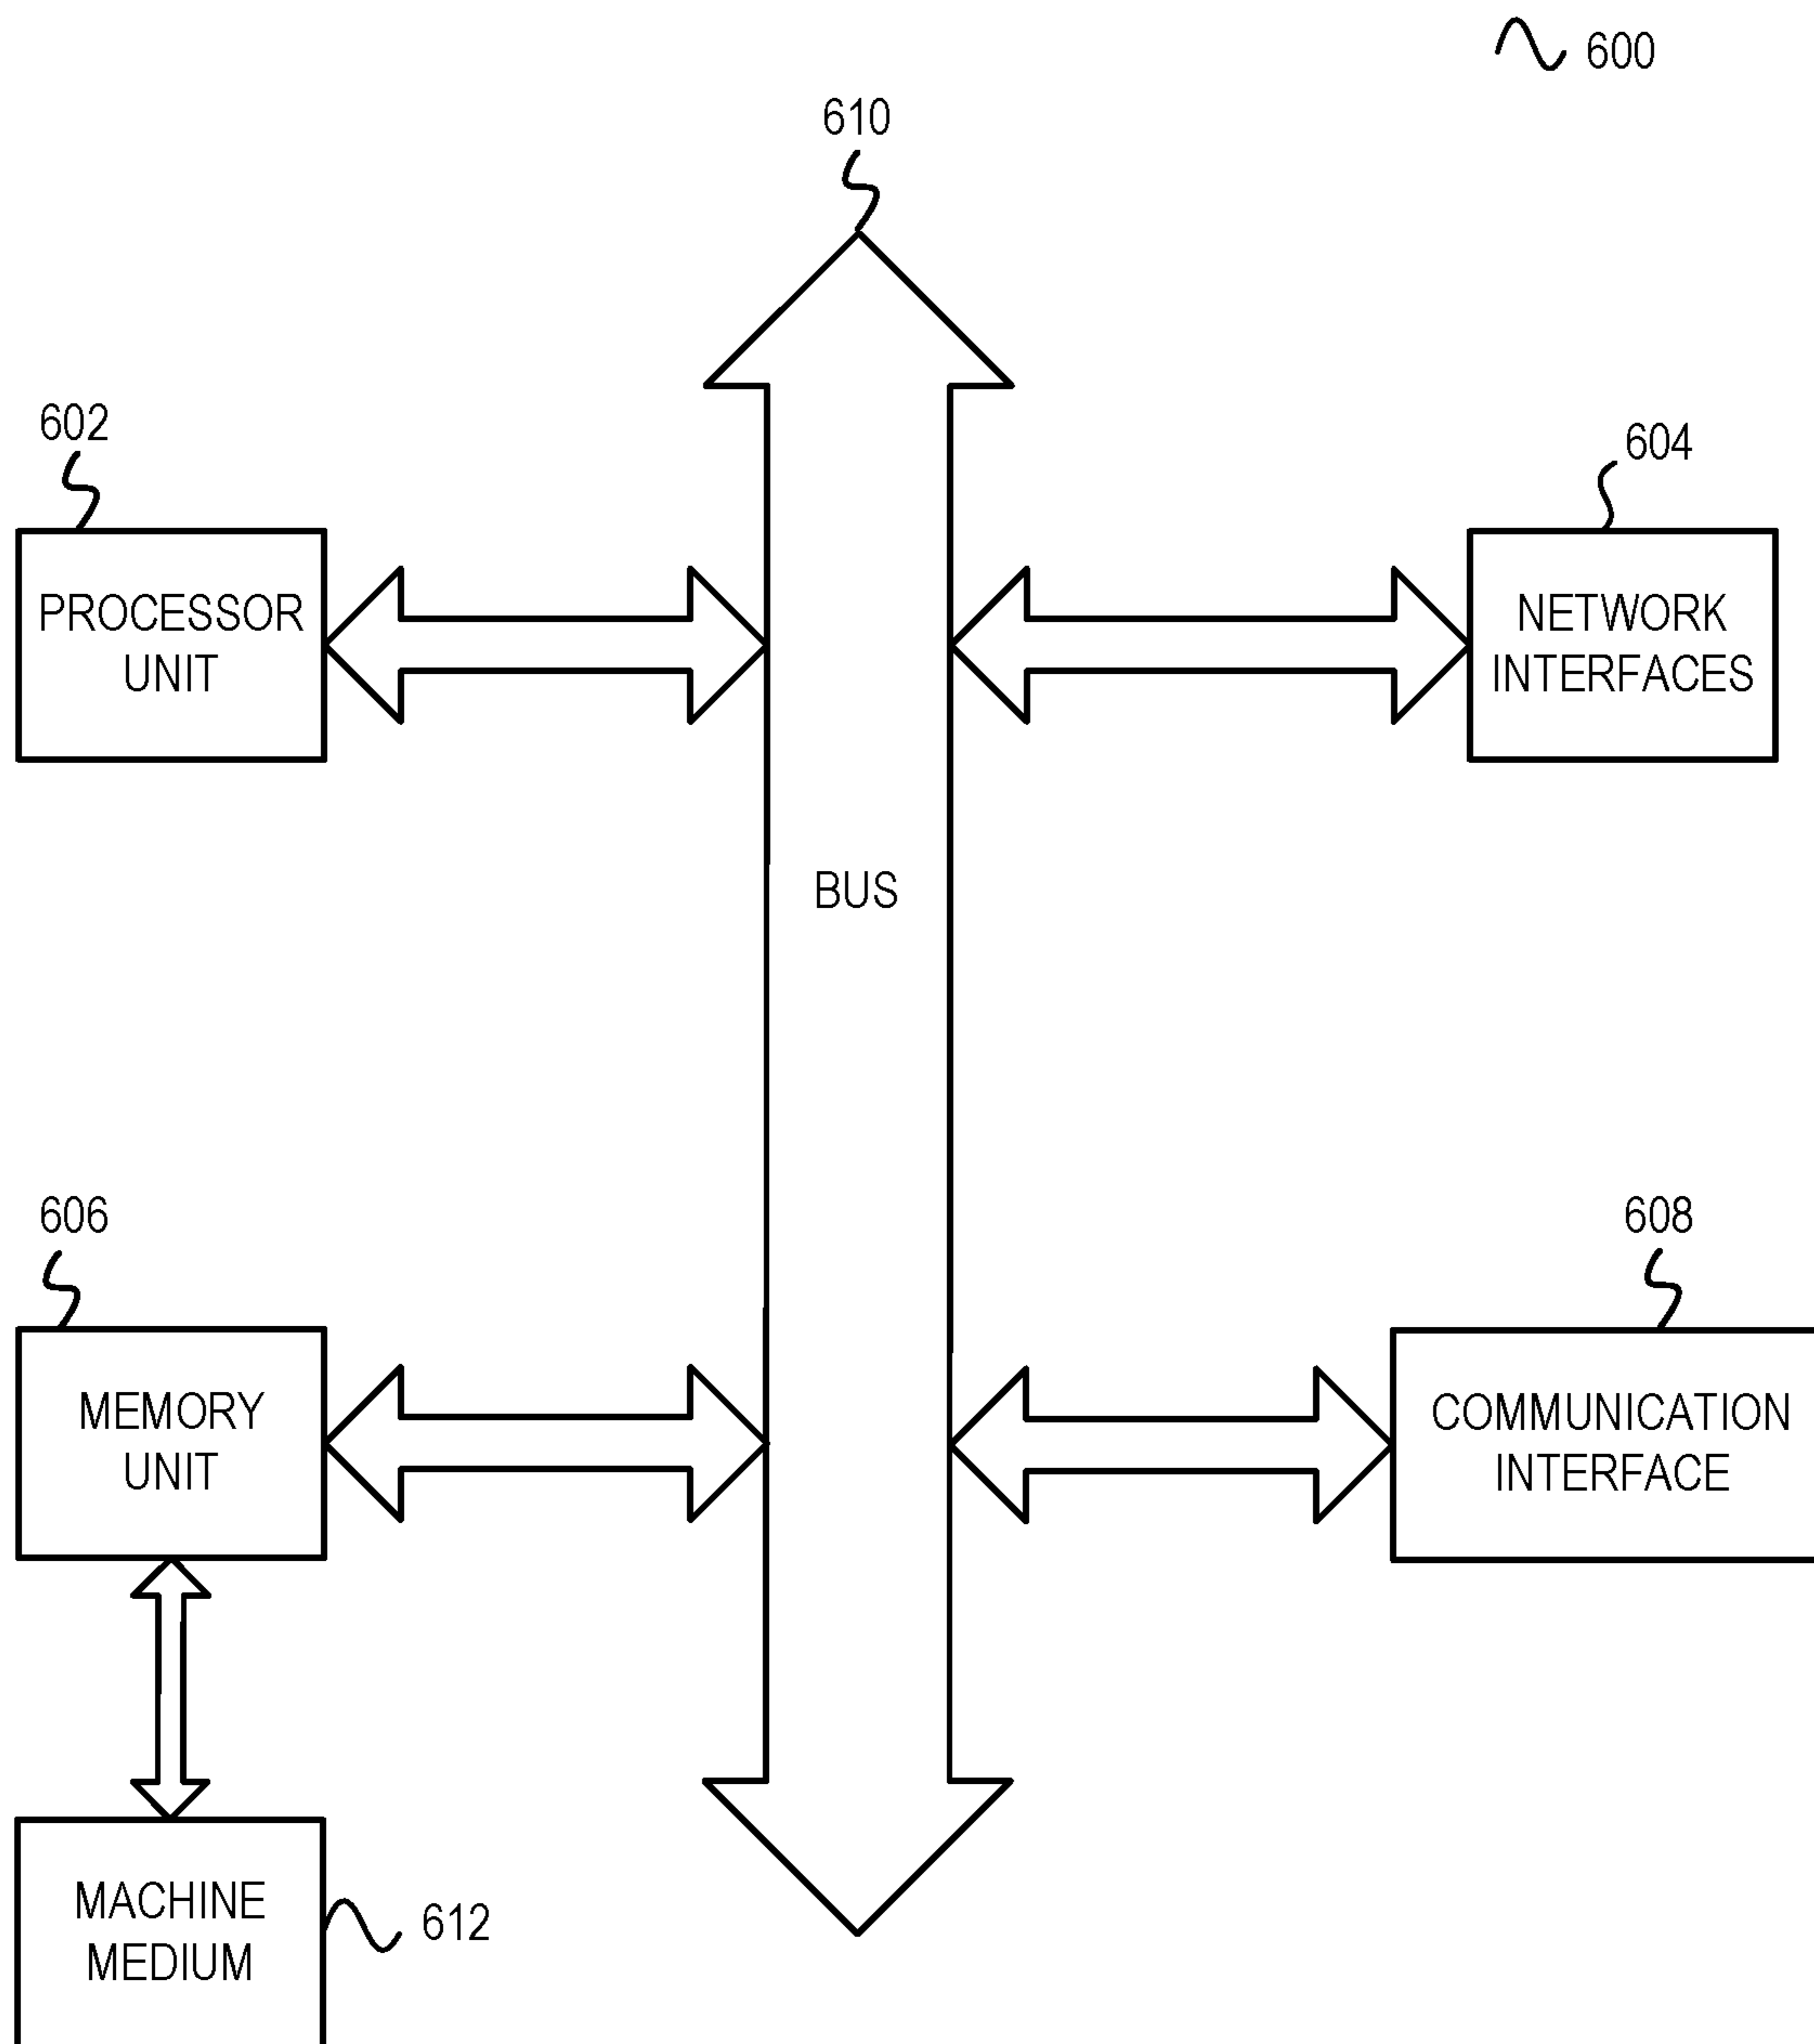 600
610
602
604
PROCESSOR
UNIT
NETWORK
INTERFACES
BUS
606
608
MEMORY
UNIT
COMMUNICATION
INTERFACE
MACHINE
MEDIUM
612